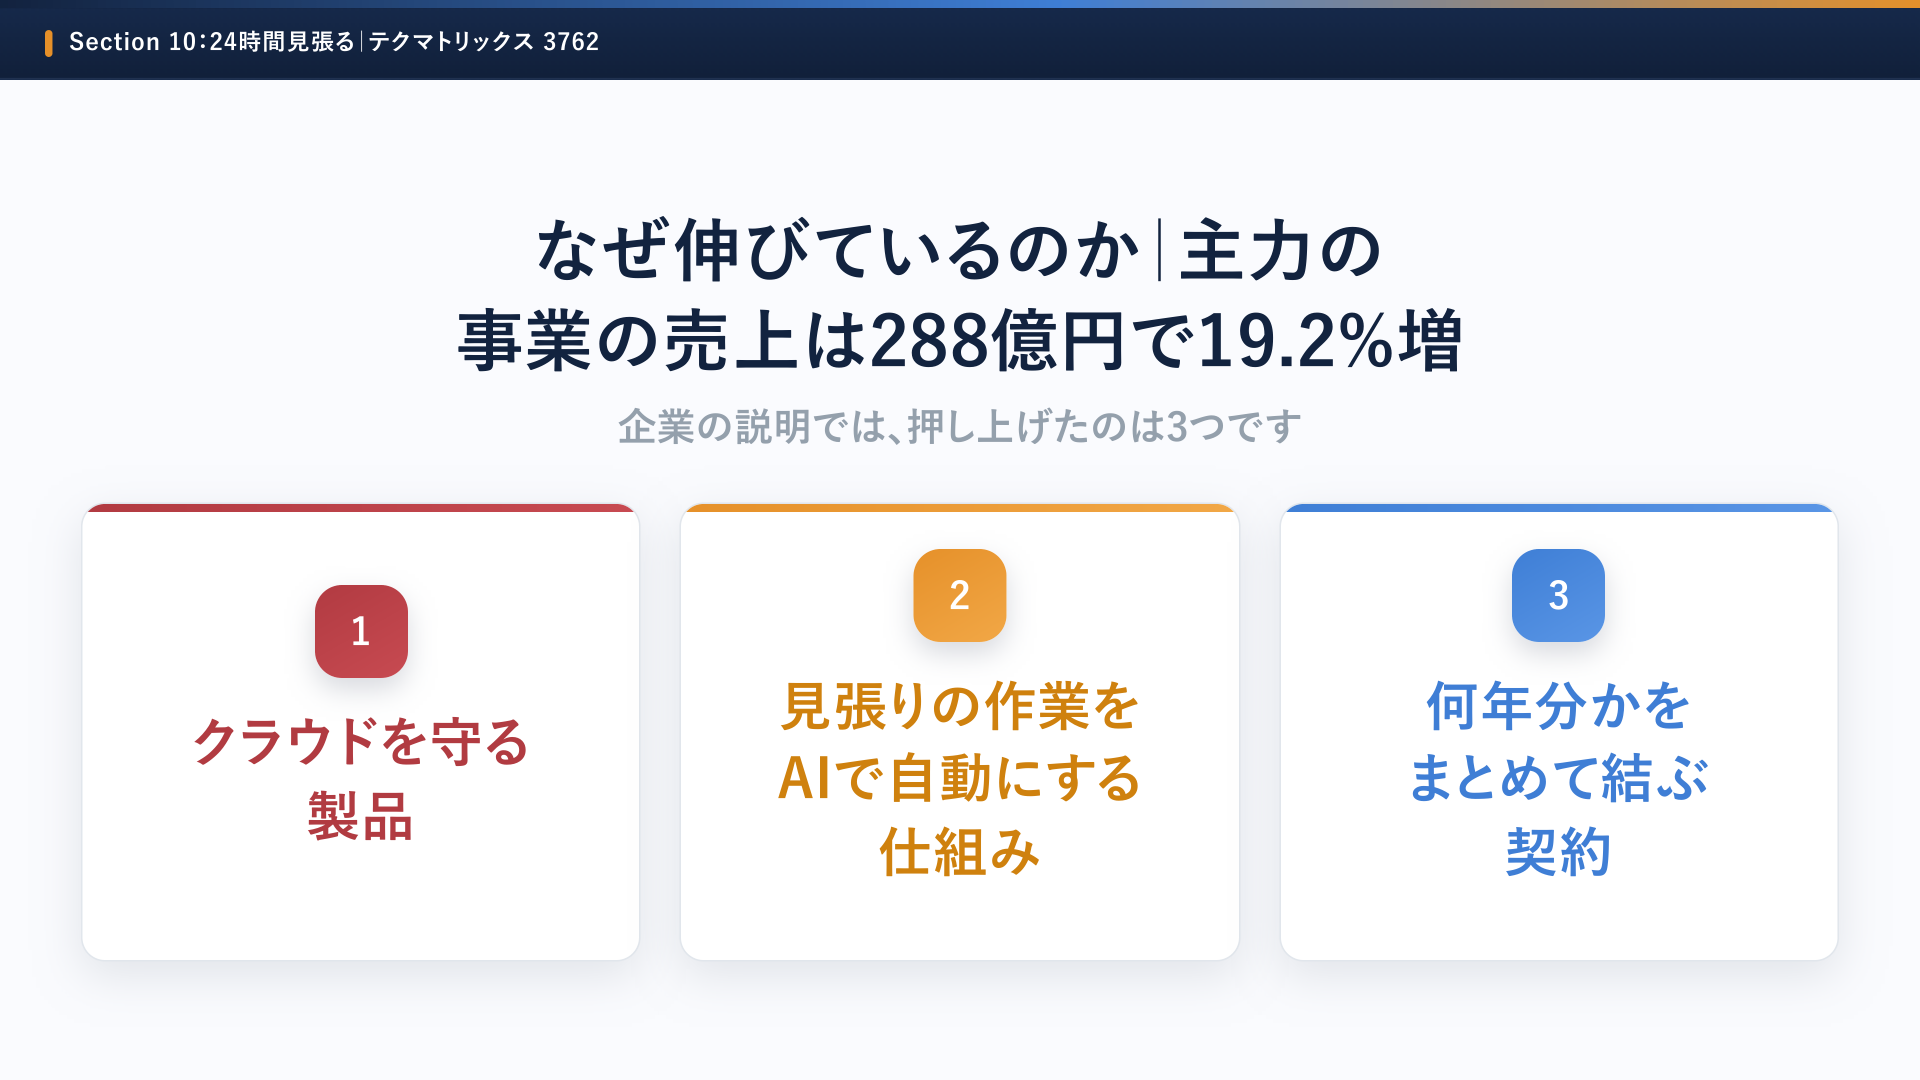 Section 10：24時間見張る｜テクマトリックス 3762
なぜ伸びているのか｜主力の
事業の売上は288億円で19.2%増
企業の説明では、押し上げたのは3つです
1
クラウドを守る
製品
2
見張りの作業を
AIで自動にする
仕組み
3
何年分かを
まとめて結ぶ
契約